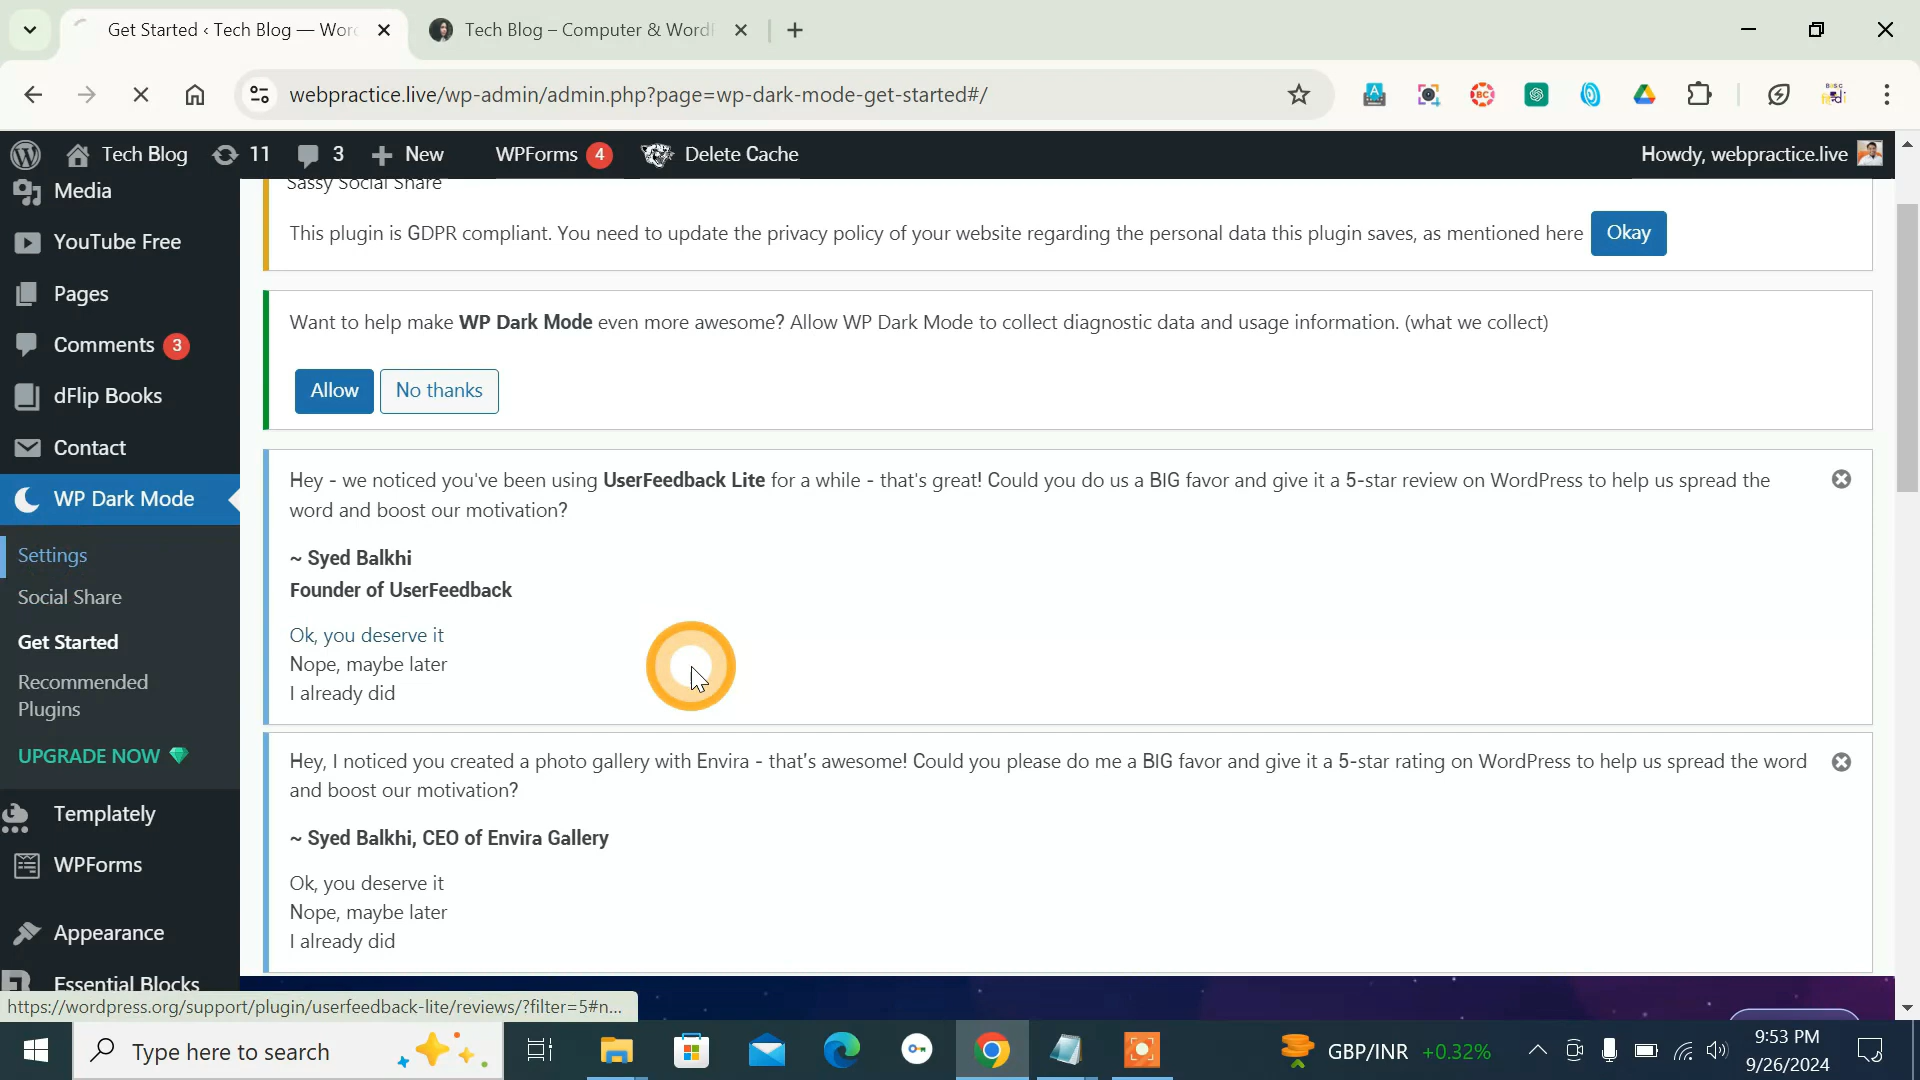 Get Started ‹ Tech Blog — Wor
Tech Blog – Computer & Word
webpractice.live/wp-admin/admin.php?page=wp-dark-mode-get-started#/
Tech Blog
11
3
New
WPForms
4
Delete Cache
Howdy, webpractice.live
Media
YouTube Free
Pages
Comments
3
dFlip Books
Contact
WP Dark Mode
Settings
Social Share
Get Started
Recommended
Plugins
UPGRADE NOW
Templately
WPForms
Appearance
Essential Blocks
Sassy Social Share
This plugin is GDPR compliant. You need to update the privacy policy of your website regarding the personal data this plugin saves, as mentioned here
Okay
Want to help make WP Dark Mode even more awesome? Allow WP Dark Mode to collect diagnostic data and usage information. (what we collect)
Allow
No thanks
Hey - we noticed you've been using UserFeedback Lite for a while - that's great! Could you do us a BIG favor and give it a 5-star review on WordPress to help us spread the
word and boost our motivation?
~ Syed Balkhi
Founder of UserFeedback
Ok, you deserve it
Nope, maybe later
I already did
Hey, I noticed you created a photo gallery with Envira - that's awesome! Could you please do me a BIG favor and give it a 5-star rating on WordPress to help us spread the word
and boost our motivation?
~ Syed Balkhi, CEO of Envira Gallery
Ok, you deserve it
Nope, maybe later
I already did
https://wordpress.org/support/plugin/userfeedback-lite/reviews/?filter=5#n...
Type here to search
GBP/INR
+0.32%
9:53 PM
9/26/2024